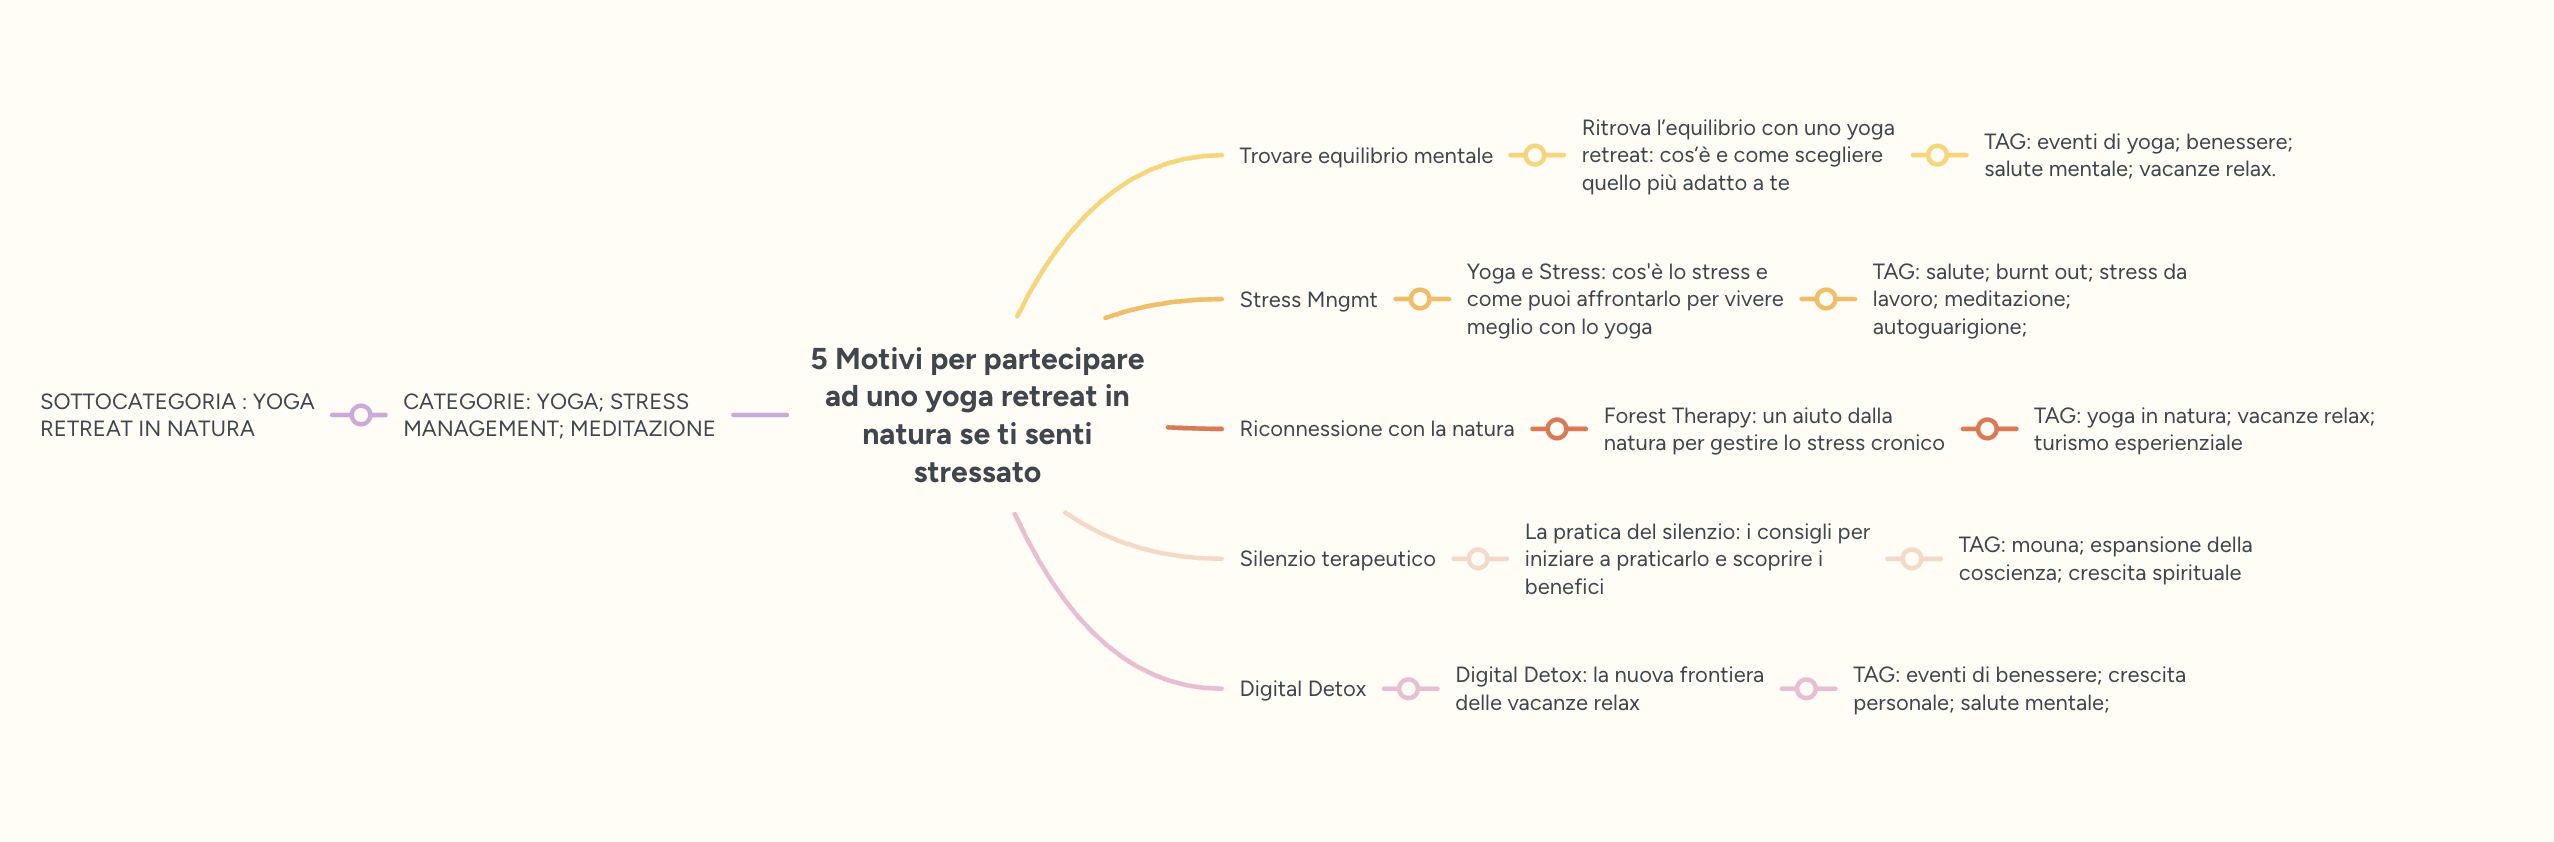 SOTTOCATEGORIA : YOGA
RETREAT IN NATURA
CATEGORIE: YOGA; STRESS
MANAGEMENT; MEDITAZIONE
5 Motivi per partecipare
ad uno yoga retreat in
natura se ti senti
stressato
Trovare equilibrio mentale
Ritrova l’equilibrio con uno yoga
retreat: cos’è e come scegliere
quello più adatto a te
TAG: eventi di yoga; benessere;
salute mentale; vacanze relax.
Stress Mngmt
Yoga e Stress: cos'è lo stress e
come puoi affrontarlo per vivere
meglio con lo yoga
TAG: salute; burnt out; stress da
lavoro; meditazione;
autoguarigione;
Riconnessione con la natura
Forest Therapy: un aiuto dalla
natura per gestire lo stress cronico
TAG: yoga in natura; vacanze relax;
turismo esperienziale
Silenzio terapeutico
La pratica del silenzio: i consigli per
iniziare a praticarlo e scoprire i
benefici
TAG: mouna; espansione della
coscienza; crescita spirituale
Digital Detox
Digital Detox: la nuova frontiera
delle vacanze relax
TAG: eventi di benessere; crescita
personale; salute mentale;